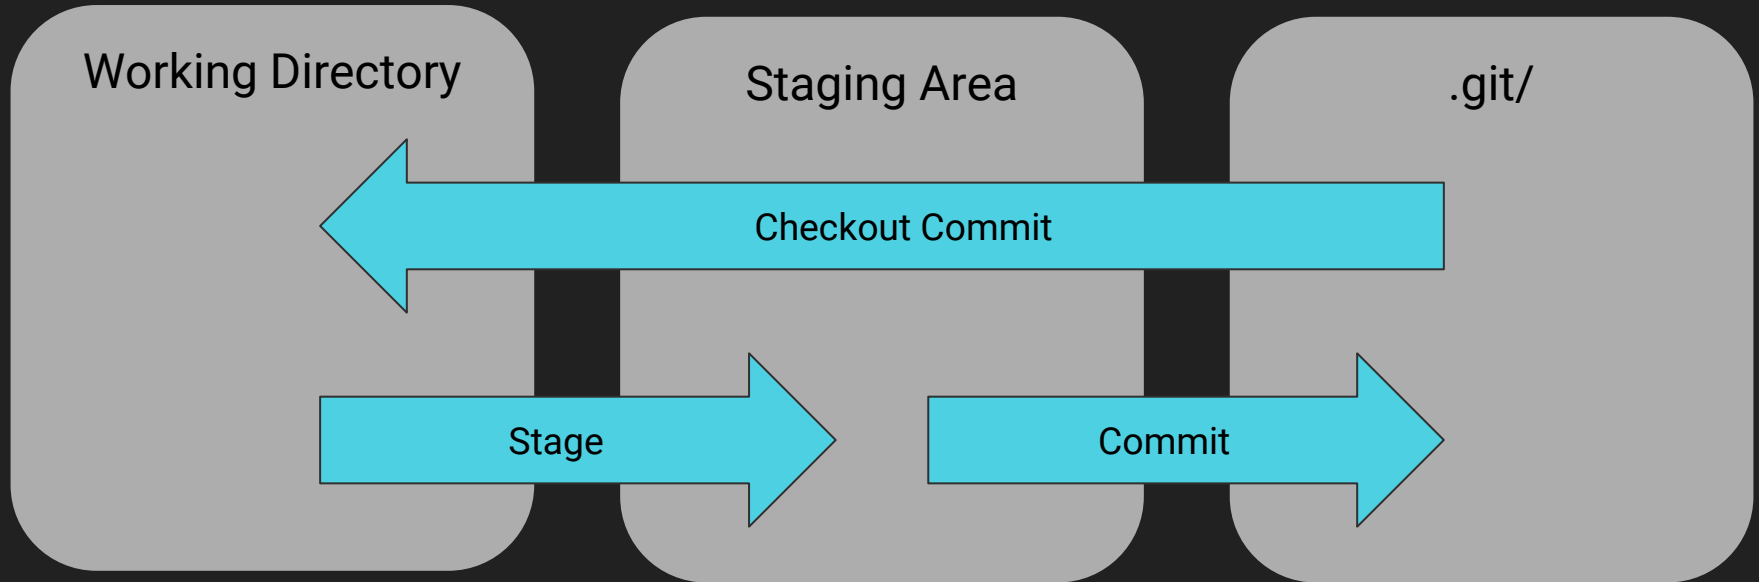 Working Directory
Staging Area
.git/
Checkout Commit
Stage
Commit